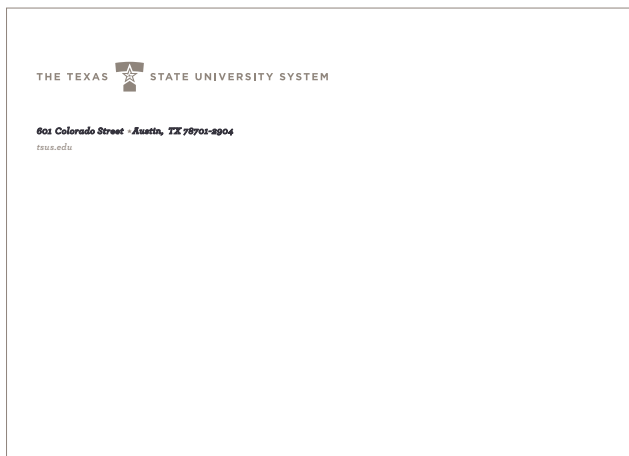 THE TEXAS STATE UNIVERSITY SYSTEM
601 Colorado Street *Austin, TX 78701-2904
tsus.edu